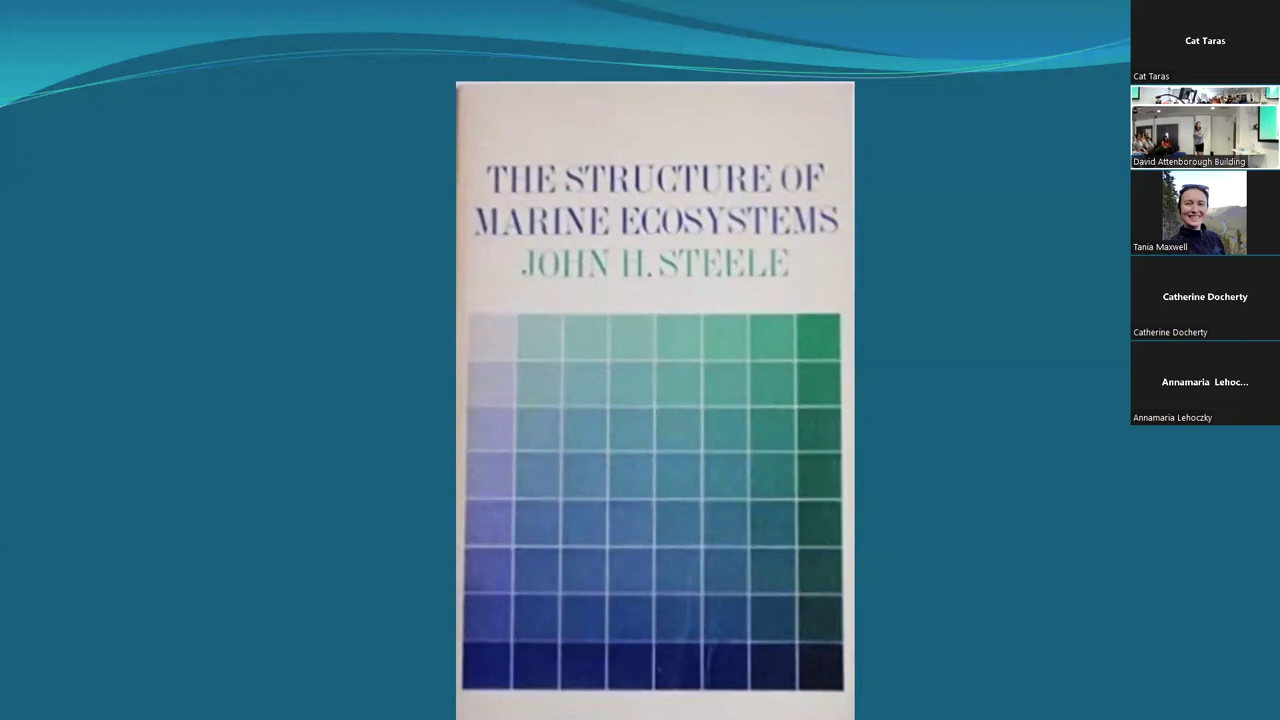 THE STRUCTURE OF
MARINE ECOSYSTEMS
JOHN H. STEELE
Cat Taras
Cat Taras
David Attenborough Building
Tania Maxwell
Catherine Docherty
Catherine Docherty
Annamaria Lehoc...
Annamaria Lehoczky